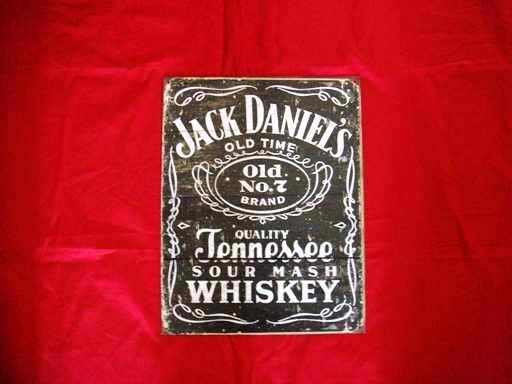 JACK DANIEL'S
OLD TIME
Old
No.7
BRAND
QUALITY
Tennessee
SOUR MASH
WHISKEY